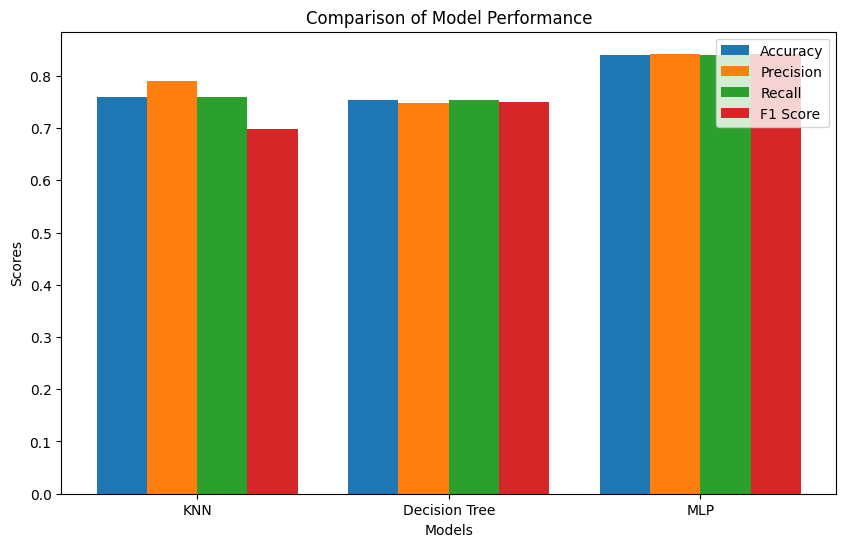 Comparison of Model Performance
Accuracy
Precision
Recall
F1 Score
Scores
0.8
0.7
0.6
0.5
0.4
0.3
0.2
0.1
0.0
KNN
Decision Tree
MLP
Models